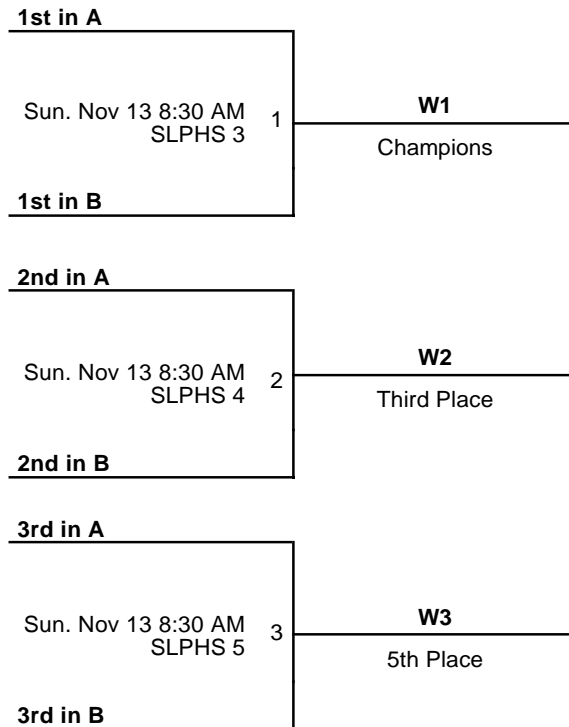 1st in A
Sun. Nov 13 8:30 AM
SLPHS 3
1
W1
Champions
1st in B
2nd in A
Sun. Nov 13 8:30 AM
SLPHS 4
2
W2
Third Place
2nd in B
3rd in A
Sun. Nov 13 8:30 AM
SLPHS 5
3
W3
5th Place
3rd in B